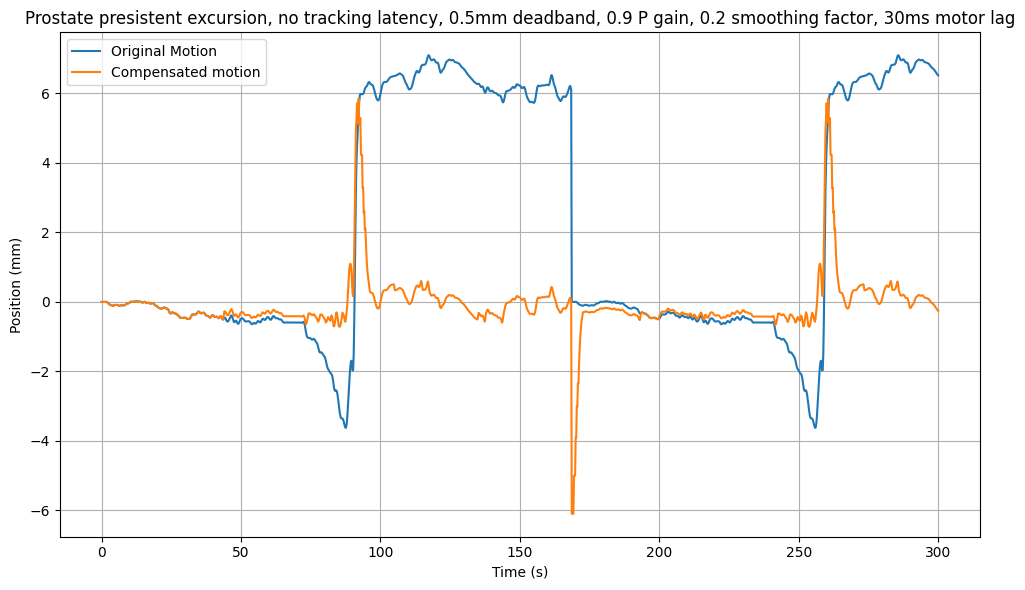 Prostate presistent excursion, no tracking latency, 0.5mm deadband, 0.9 P gain, 0.2 smoothing factor, 30ms motor lag
Original Motion
Compensated motion
Position (mm)
6
4
2
0
−2
−4
−6
0 50 100 150 200 250 300
Time (s)